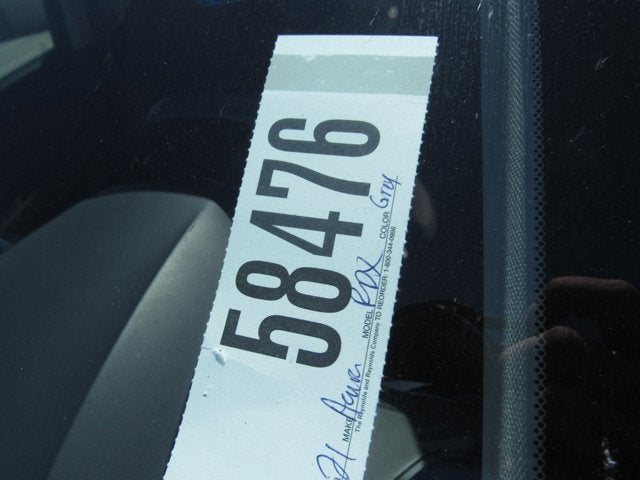 58476
21 MAKE Acura MODEL RDX COLOR Grey
The Reynolds and Reynolds Company TO REORDER: 1-800-344-0996